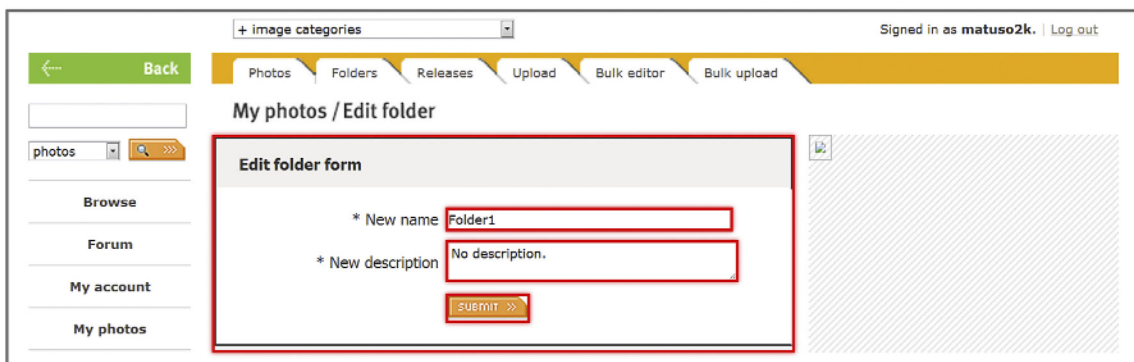 + image categories
Signed in as matuso2k. | Log out
Back
Photos Folders Releases Upload Bulk editor Bulk upload
My photos / Edit folder
photos
Edit folder form
* New name Folder1
* New description No description.
SUBMIT »
Browse
Forum
My account
My photos